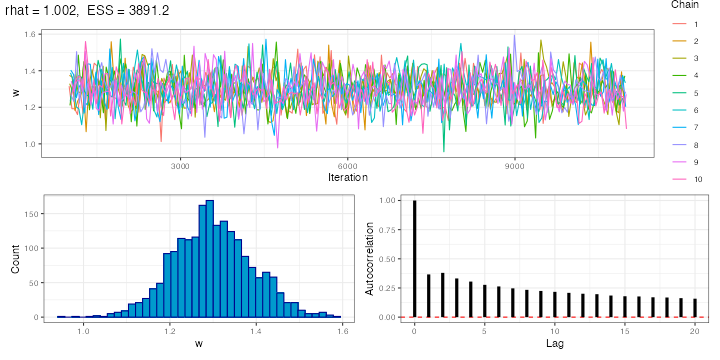 rhat = 1.002, ESS = 3891.2
Chain
1
2
3
4
5
6
7
8
9
10
1.6
1.4
1.2
1.0
w
3000 6000 9000
Iteration
150
100
50
0
Count
1.0 1.2 1.4 1.6
w
1.00
0.75
0.50
0.25
0.00
Autocorrelation
0 5 10 15 20
Lag